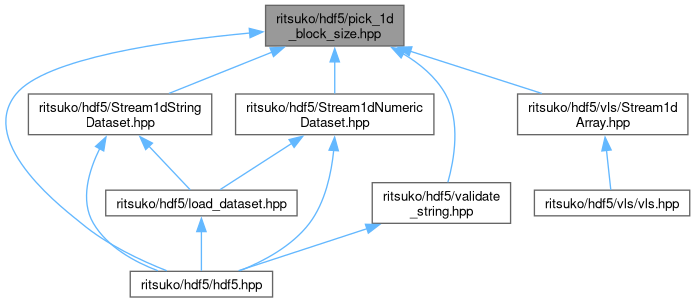 ritsuko/hdf5/pick_1d
_block_size.hpp
ritsuko/hdf5/Stream1dString
Dataset.hpp
ritsuko/hdf5/Stream1dNumeric
Dataset.hpp
ritsuko/hdf5/vls/Stream1d
Array.hpp
ritsuko/hdf5/load_dataset.hpp
ritsuko/hdf5/validate
_string.hpp
ritsuko/hdf5/vls/vls.hpp
ritsuko/hdf5/hdf5.hpp